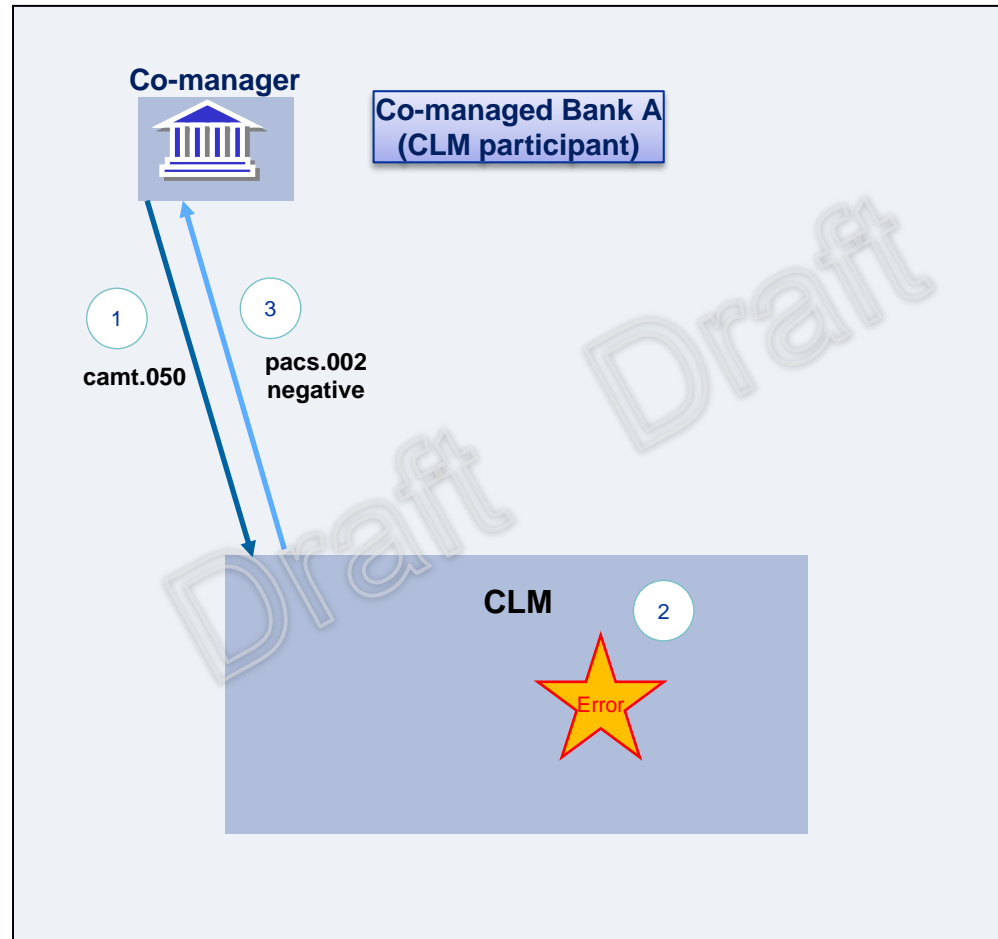 Co-manager
Co-managed Bank A
(CLM participant)
1
camt.050
3
pacs.002
negative
Draft
Draft
CLM
2
Error